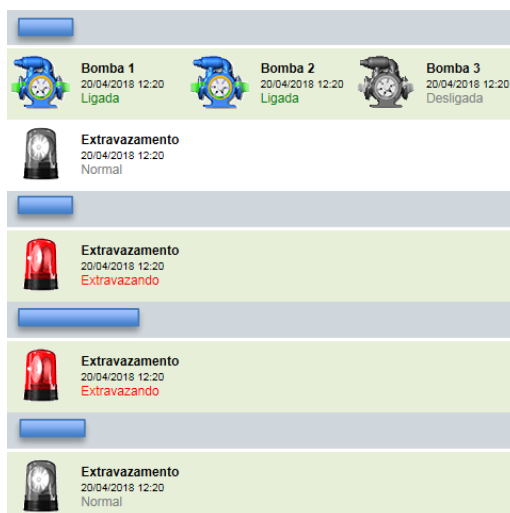 Bomba 1
20/04/2018 12:20
Ligada
Bomba 2
20/04/2018 12:20
Ligada
Bomba 3
20/04/2018 12:20
Desligada
Extravazamento
20/04/2018 12:20
Normal
Extravazamento
20/04/2018 12:20
Extravazando
Extravazamento
20/04/2018 12:20
Extravazando
Extravazamento
20/04/2018 12:20
Normal